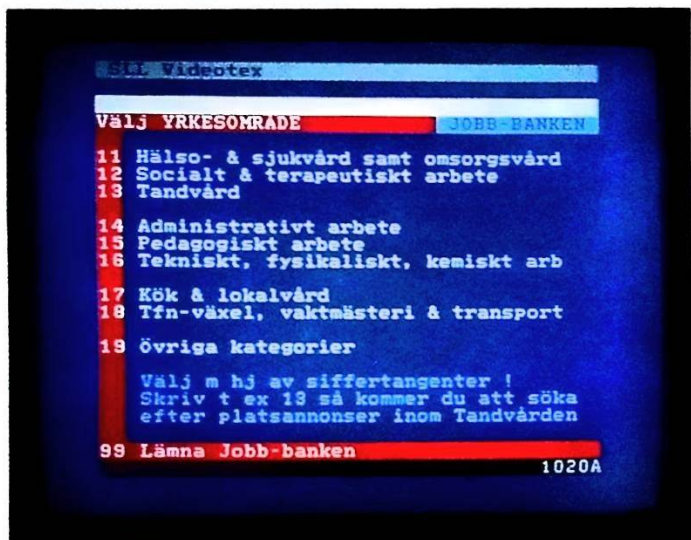 SLL Videotex
Välj YRKESOMRADE JOBB-BANKEN
11 Hälso- & sjukvård samt omsorgsvård
12 Socialt & terapeutiskt arbete
13 Tandvård
14 Administrativt arbete
15 Pedagogiskt arbete
16 Tekniskt, fysikaliskt, kemiskt arb
17 Kök & lokalvård
18 Tfn-växel, vaktmästeri & transport
19 Övriga kategorier
Välj m hj av siffertangenter !
Skriv t ex 13 så kommer du att söka
efter platsannonser inom Tandvården
99 Lämna Jobb-banken
1020A